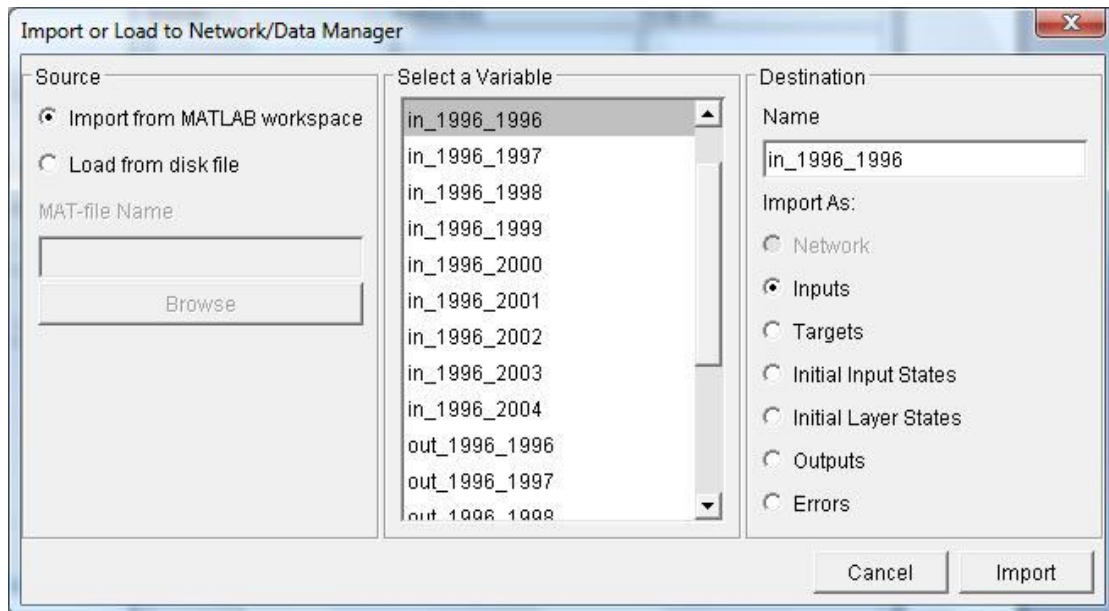 Import or Load to Network/Data Manager
Source
Import from MATLAB workspace
Load from disk file
MAT-file Name
Browse
Select a Variable
in_1996_1996
in_1996_1997
in_1996_1998
in_1996_1999
in_1996_2000
in_1996_2001
in_1996_2002
in_1996_2003
in_1996_2004
out_1996_1996
out_1996_1997
out_1996_1998
Destination
Name
in_1996_1996
Import As:
Network
Inputs
Targets
Initial Input States
Initial Layer States
Outputs
Errors
Cancel
Import